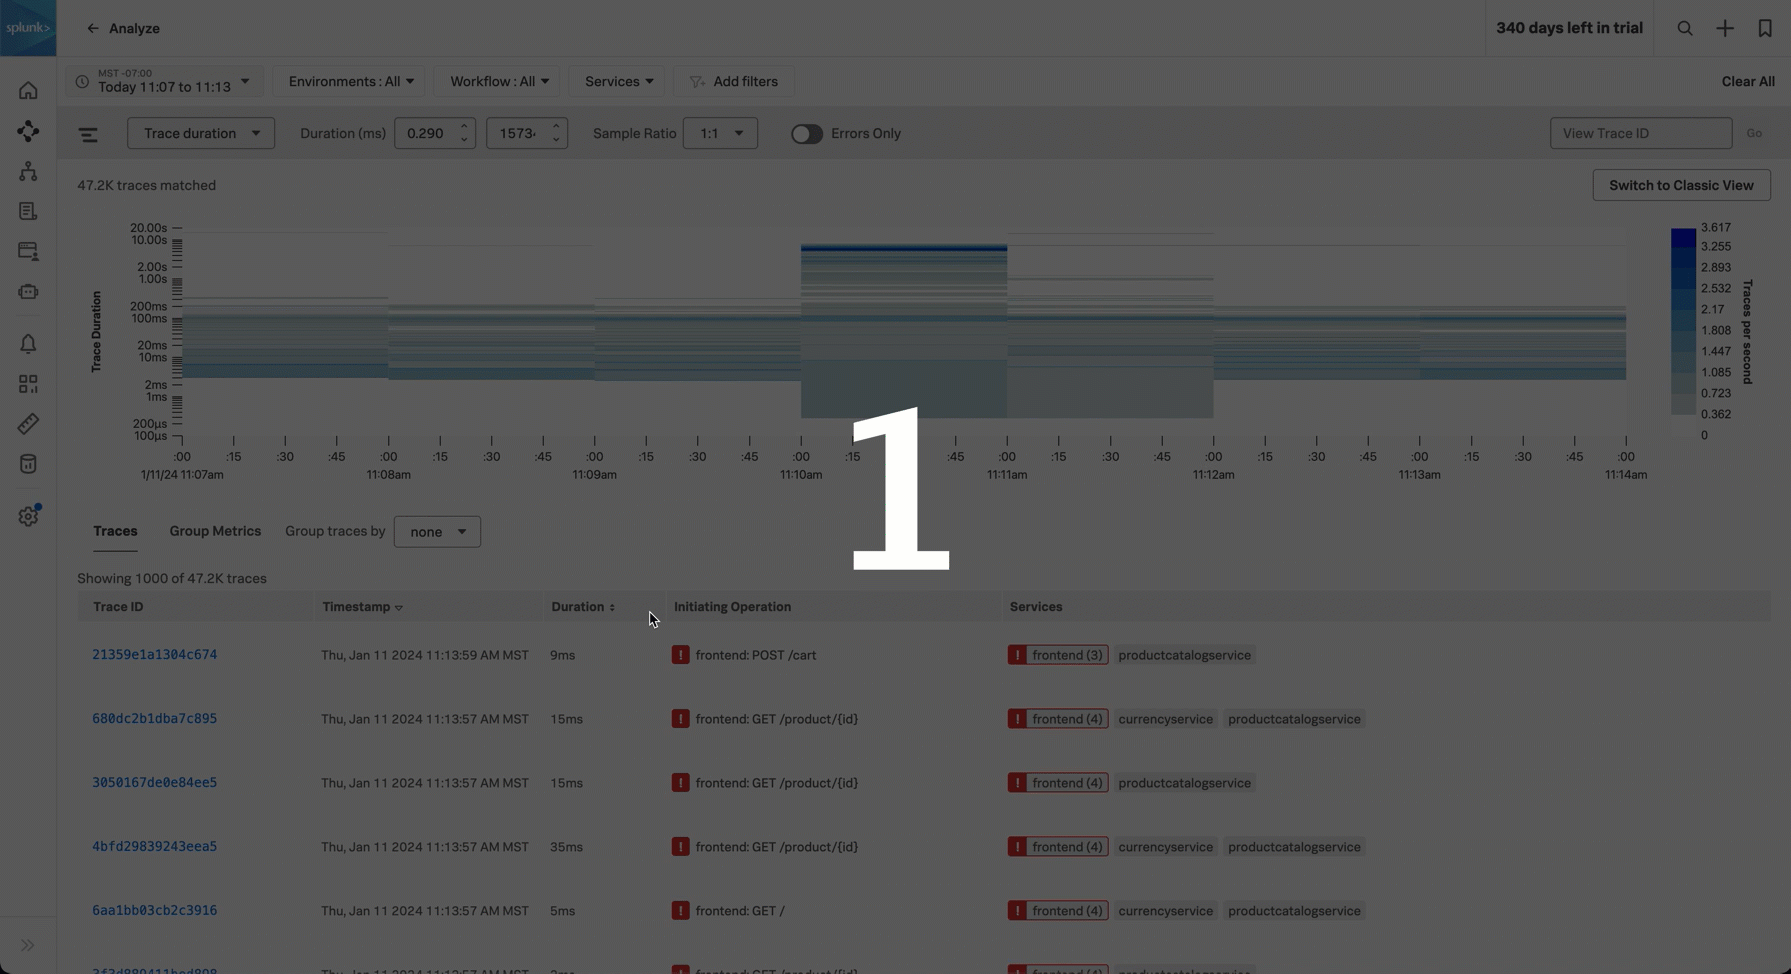 splunk>
Analyze
340 days left in trial
MST -07:00
Today 11:07 to 11:13
Environments : All
Workflow : All
Services
Add filters
Clear All
Trace duration
Duration (ms)
0.290
1573
Sample Ratio
1:1
Errors Only
View Trace ID
Go
47.2K traces matched
Switch to Classic View
Trace Duration
20.00s
10.00s
2.00s
1.00s
200ms
100ms
20ms
10ms
2ms
1ms
200µs
100µs
:00 :15 :30 :45 :00 :15 :30 :45 :00 :15 :30 :45 :00 :15 :45 :00 :15 :30 :45 :00 :15 :30 :45 :00 :15 :30 :45 :00
1/11/24 11:07am 11:08am 11:09am 11:10am 11:11am 11:12am 11:13am 11:14am
3.617
3.255
2.893
2.532
2.17
1.808
1.447
1.085
0.723
0.362
0
Traces per second
1
Traces Group Metrics Group traces by none
Showing 1000 of 47.2K traces
Trace ID Timestamp Duration Initiating Operation Services
21359e1a1304c674 Thu, Jan 11 2024 11:13:59 AM MST 9ms ! frontend: POST /cart ! frontend (3) productcatalogservice
680dc2b1dba7c895 Thu, Jan 11 2024 11:13:57 AM MST 15ms ! frontend: GET /product/{id} ! frontend (4) currencyservice productcatalogservice
3050167de0e84ee5 Thu, Jan 11 2024 11:13:57 AM MST 15ms ! frontend: GET /product/{id} ! frontend (4) productcatalogservice
4bfd29839243eea5 Thu, Jan 11 2024 11:13:57 AM MST 35ms ! frontend: GET /product/{id} ! frontend (4) currencyservice productcatalogservice
6aa1bb03cb2c3916 Thu, Jan 11 2024 11:13:57 AM MST 5ms ! frontend: GET / ! frontend (4) currencyservice productcatalogservice